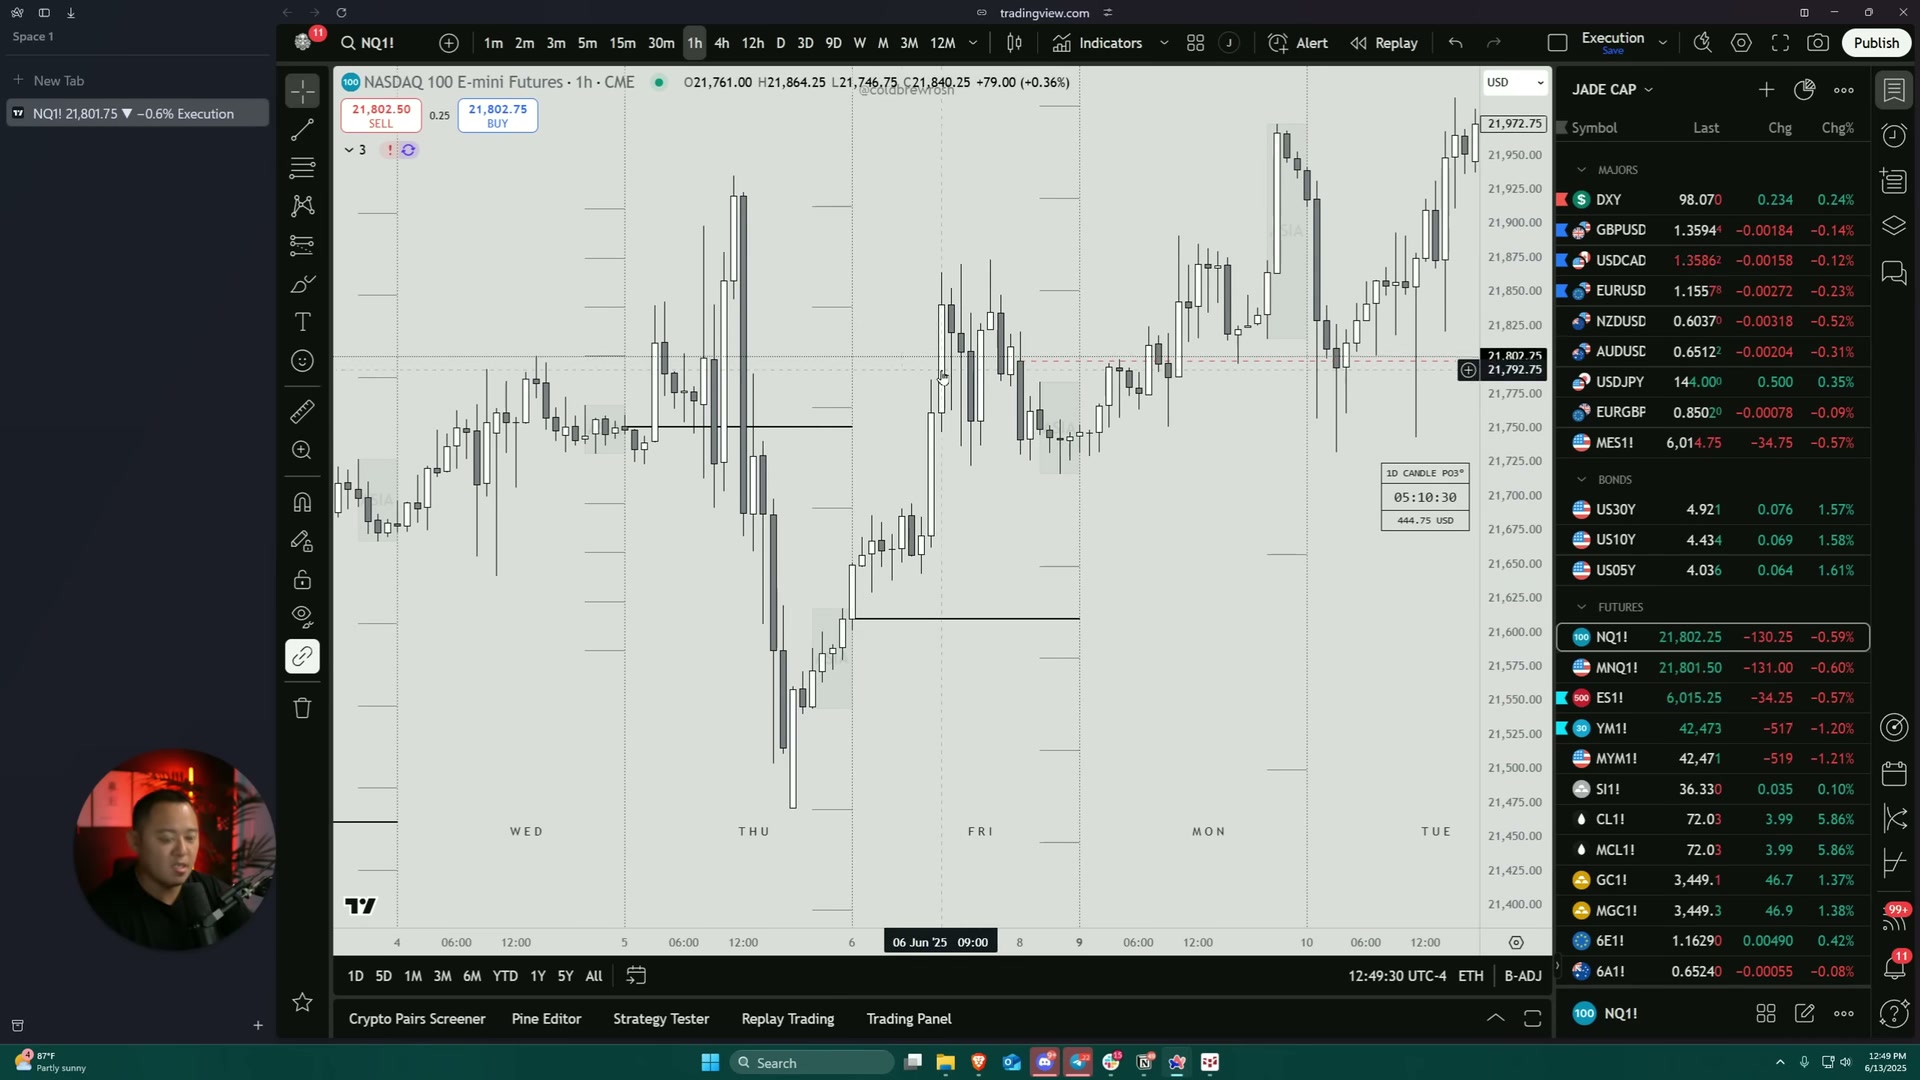 tradingview.com
Space 1
New Tab
NQ1! 21,801.75 ▼ −0.6% Execution
11
NQ1!
1m 2m 3m 5m 15m 30m 1h 4h 12h D 3D 9D W M 3M 12M
Indicators
J
Alert
Replay
Execution
Save
Publish
100 NASDAQ 100 E-mini Futures · 1h · CME
O21,761.00 H21,864.25 L21,746.75 C21,840.25 +79.00 (+0.36%)
@coldbrewrosh
21,802.50
SELL
0.25
21,802.75
BUY
3
!
USD
21,972.75
21,950.00
21,925.00
21,900.00
21,875.00
21,850.00
21,825.00
21,802.75
21,792.75
21,775.00
21,750.00
21,725.00
21,700.00
21,675.00
21,650.00
21,625.00
21,600.00
21,575.00
21,550.00
21,525.00
21,500.00
21,475.00
21,450.00
21,425.00
21,400.00
ASIA
1D CANDLE PO3°
05:10:30
444.75 USD
WED THU FRI MON TUE
4 06:00 12:00 5 06:00 12:00 6 06 Jun '25 09:00 8 9 06:00 12:00 10 06:00 12:00
1D 5D 1M 3M 6M YTD 1Y 5Y All
12:49:30 UTC-4 ETH B-ADJ
Crypto Pairs Screener
Pine Editor
Strategy Tester
Replay Trading
Trading Panel
JADE CAP
Symbol Last Chg Chg%
MAJORS
DXY 98.070 0.234 0.24%
GBPUSD 1.35944 −0.00184 −0.14%
USDCAD 1.35862 −0.00158 −0.12%
EURUSD 1.15578 −0.00272 −0.23%
NZDUSD 0.60370 −0.00318 −0.52%
AUDUSD 0.65122 −0.00204 −0.31%
USDJPY 144.000 0.500 0.35%
EURGBP 0.85020 −0.00078 −0.09%
MES1! 6,014.75 −34.75 −0.57%
BONDS
US30Y 4.921 0.076 1.57%
US10Y 4.434 0.069 1.58%
US05Y 4.036 0.064 1.61%
FUTURES
100 NQ1! 21,802.25 −130.25 −0.59%
MNQ1! 21,801.50 −131.00 −0.60%
500 ES1! 6,015.25 −34.25 −0.57%
30 YM1! 42,473 −517 −1.20%
MYM1! 42,471 −519 −1.21%
SI1! 36.330 0.035 0.10%
CL1! 72.03 3.99 5.86%
MCL1! 72.03 3.99 5.86%
GC1! 3,449.1 46.7 1.37%
MGC1! 3,449.3 46.9 1.38%
6E1! 1.16290 0.00490 0.42%
6A1! 0.65240 −0.00055 −0.08%
100 NQ1!
99+
11
87°F
Partly sunny
Search
12:49 PM
6/13/2025